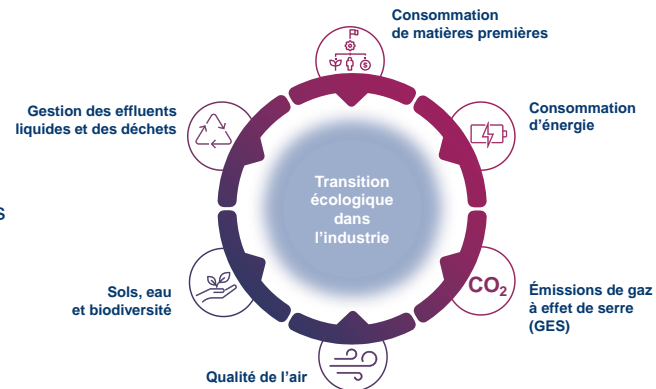 Consommation
de matières premières
Consommation
d’énergie
Émissions de gaz
à effet de serre
(GES)
CO₂
Qualité de l’air
Sols, eau
et biodiversité
Gestion des effluents
liquides et des déchets
Transition
écologique
dans
l’industrie
s